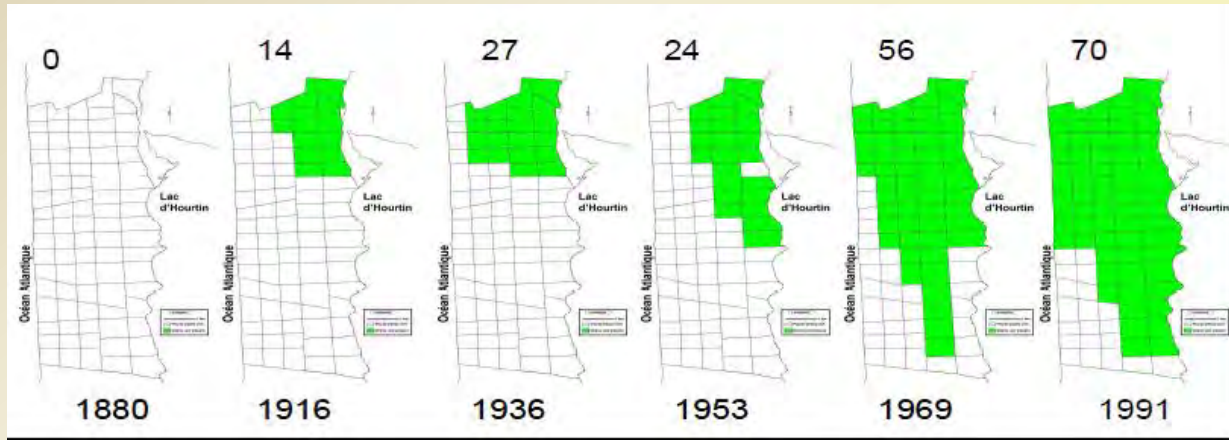 0 14 27 24 56 70
Lac d'Hourtin
Lac d'Hourtin
Lac d'Hourtin
Lac d'Hourtin
Lac d'Hourtin
Lac d'Hourtin
Océan Atlantique
Océan Atlantique
Océan Atlantique
Océan Atlantique
Océan Atlantique
Océan Atlantique
1880 1916 1936 1953 1969 1991